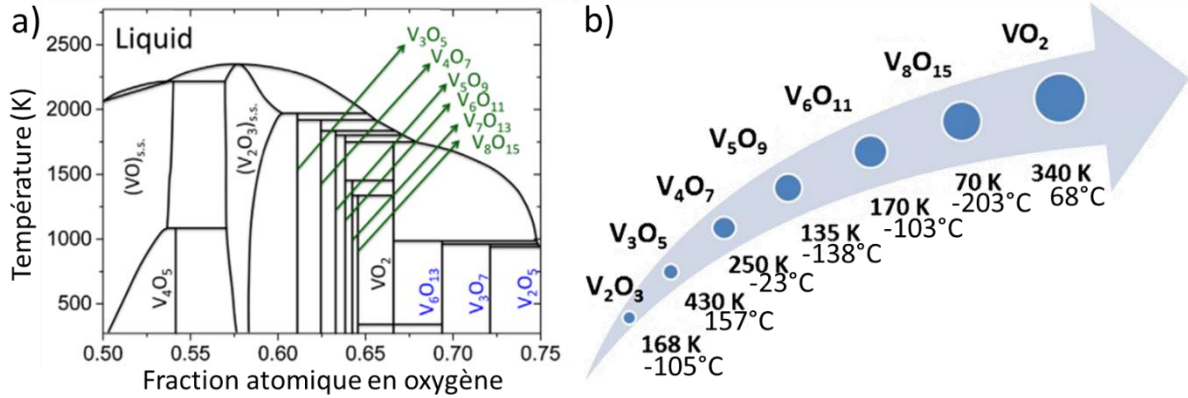 a)
Liquid
Température (K)
2500
2000
1500
1000
500
0.50
0.55
0.60
0.65
0.70
0.75
Fraction atomique en oxygène
(VO)s.s.
(V₂O₃)s.s.
V₄O₅
VO₂
V₆O₁₃
V₃O₇
V₂O₅
V₃O₅
V₄O₇
V₅O₉
V₆O₁₁
V₇O₁₃
V₈O₁₅
b)
V₂O₃
168 K
-105°C
V₃O₅
430 K
157°C
V₄O₇
250 K
-23°C
V₅O₉
135 K
-138°C
V₆O₁₁
170 K
-103°C
V₈O₁₅
70 K
-203°C
VO₂
340 K
68°C